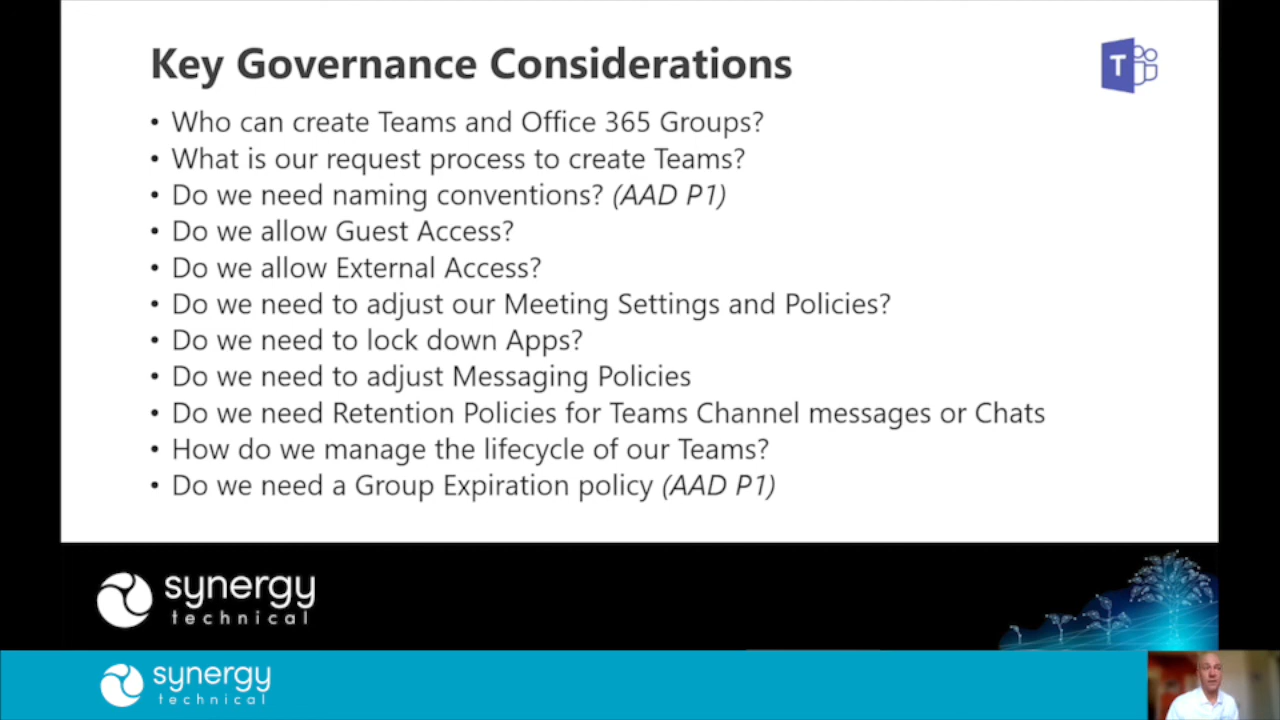 Key Governance Considerations
T
• Who can create Teams and Office 365 Groups?
• What is our request process to create Teams?
• Do we need naming conventions? (AAD P1)
• Do we allow Guest Access?
• Do we allow External Access?
• Do we need to adjust our Meeting Settings and Policies?
• Do we need to lock down Apps?
• Do we need to adjust Messaging Policies
• Do we need Retention Policies for Teams Channel messages or Chats
• How do we manage the lifecycle of our Teams?
• Do we need a Group Expiration policy (AAD P1)
synergy
technical
synergy
technical